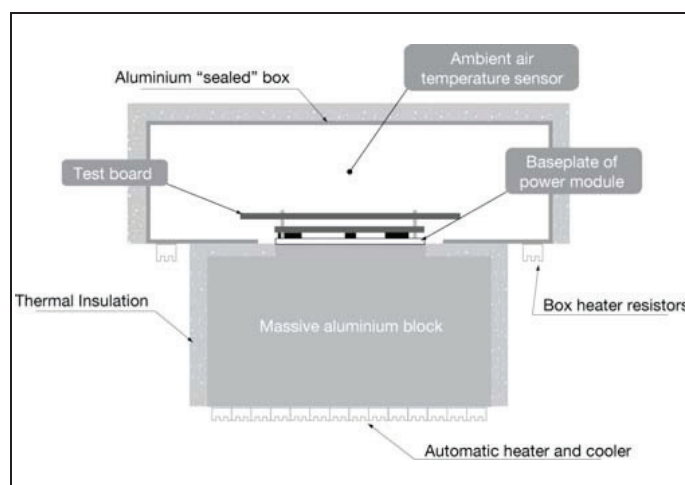 Ambient air
temperature sensor
Aluminium “sealed” box
Test board
Baseplate of
power module
Thermal Insulation
Box heater resistors
Massive aluminium block
Automatic heater and cooler